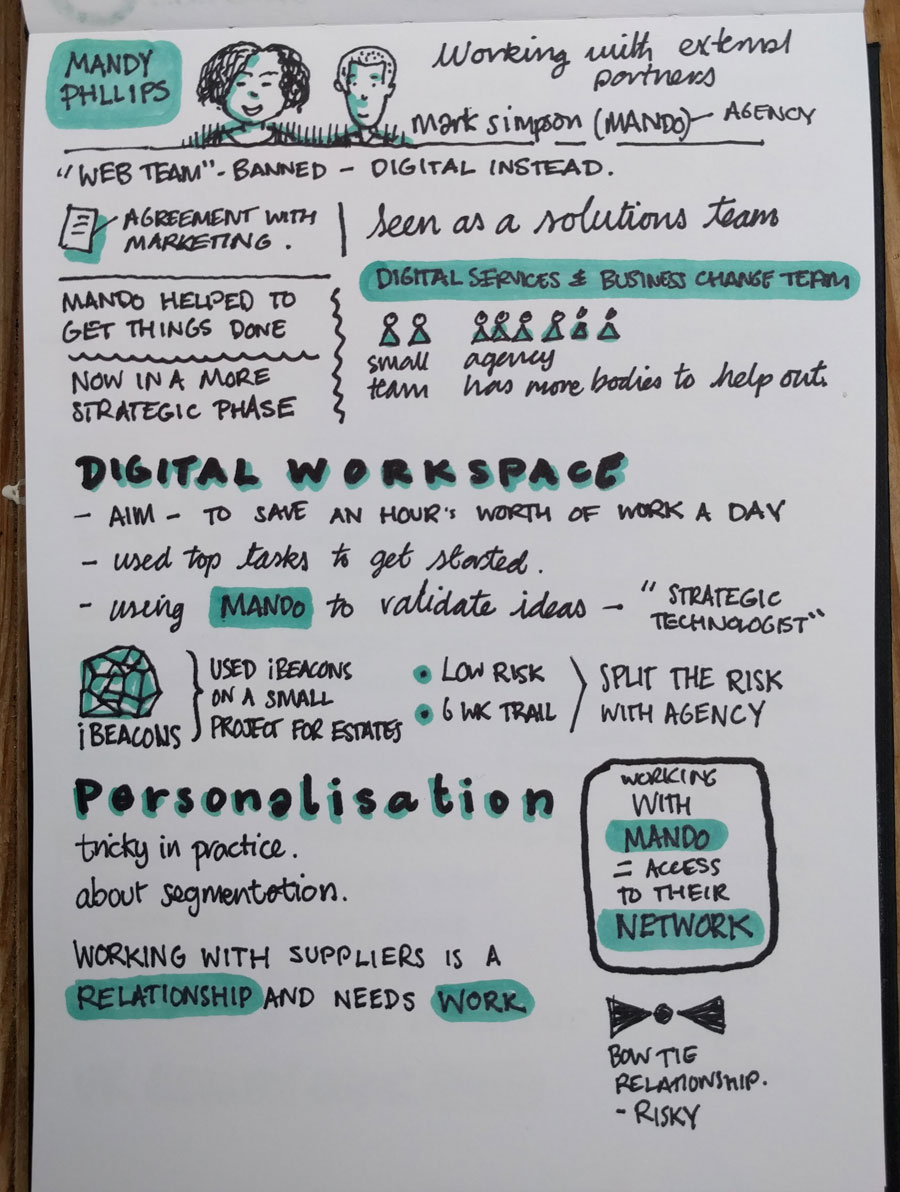 MANDY
PHLLIPS
Working with external
partners
mark simpson (MANDO) - AGENCY
"WEB TEAM" - BANNED - DIGITAL INSTEAD.
AGREEMENT WITH
MARKETING.
seen as a solutions team
DIGITAL SERVICES & BUSINESS CHANGE TEAM
MANDO HELPED TO
GET THINGS DONE
NOW IN A MORE
STRATEGIC PHASE
small
team
agency
has more bodies to help out.
DIGITAL WORKSPACE
- AIM - TO SAVE AN HOUR'S WORTH OF WORK A DAY
- used top tasks to get started.
- using MANDO to validate ideas - "STRATEGIC
TECHNOLOGIST"
iBEACONS
USED iBEACONS
ON A SMALL
PROJECT FOR ESTATES
• LOW RISK
• 6 WK TRAIL
SPLIT THE RISK
WITH AGENCY
Personalisation
tricky in practice.
about segmentation.
WORKING WITH SUPPLIERS IS A
RELATIONSHIP AND NEEDS WORK
WORKING
WITH
MANDO
= ACCESS
TO THEIR
NETWORK
BOW TIE
RELATIONSHIP.
- RISKY